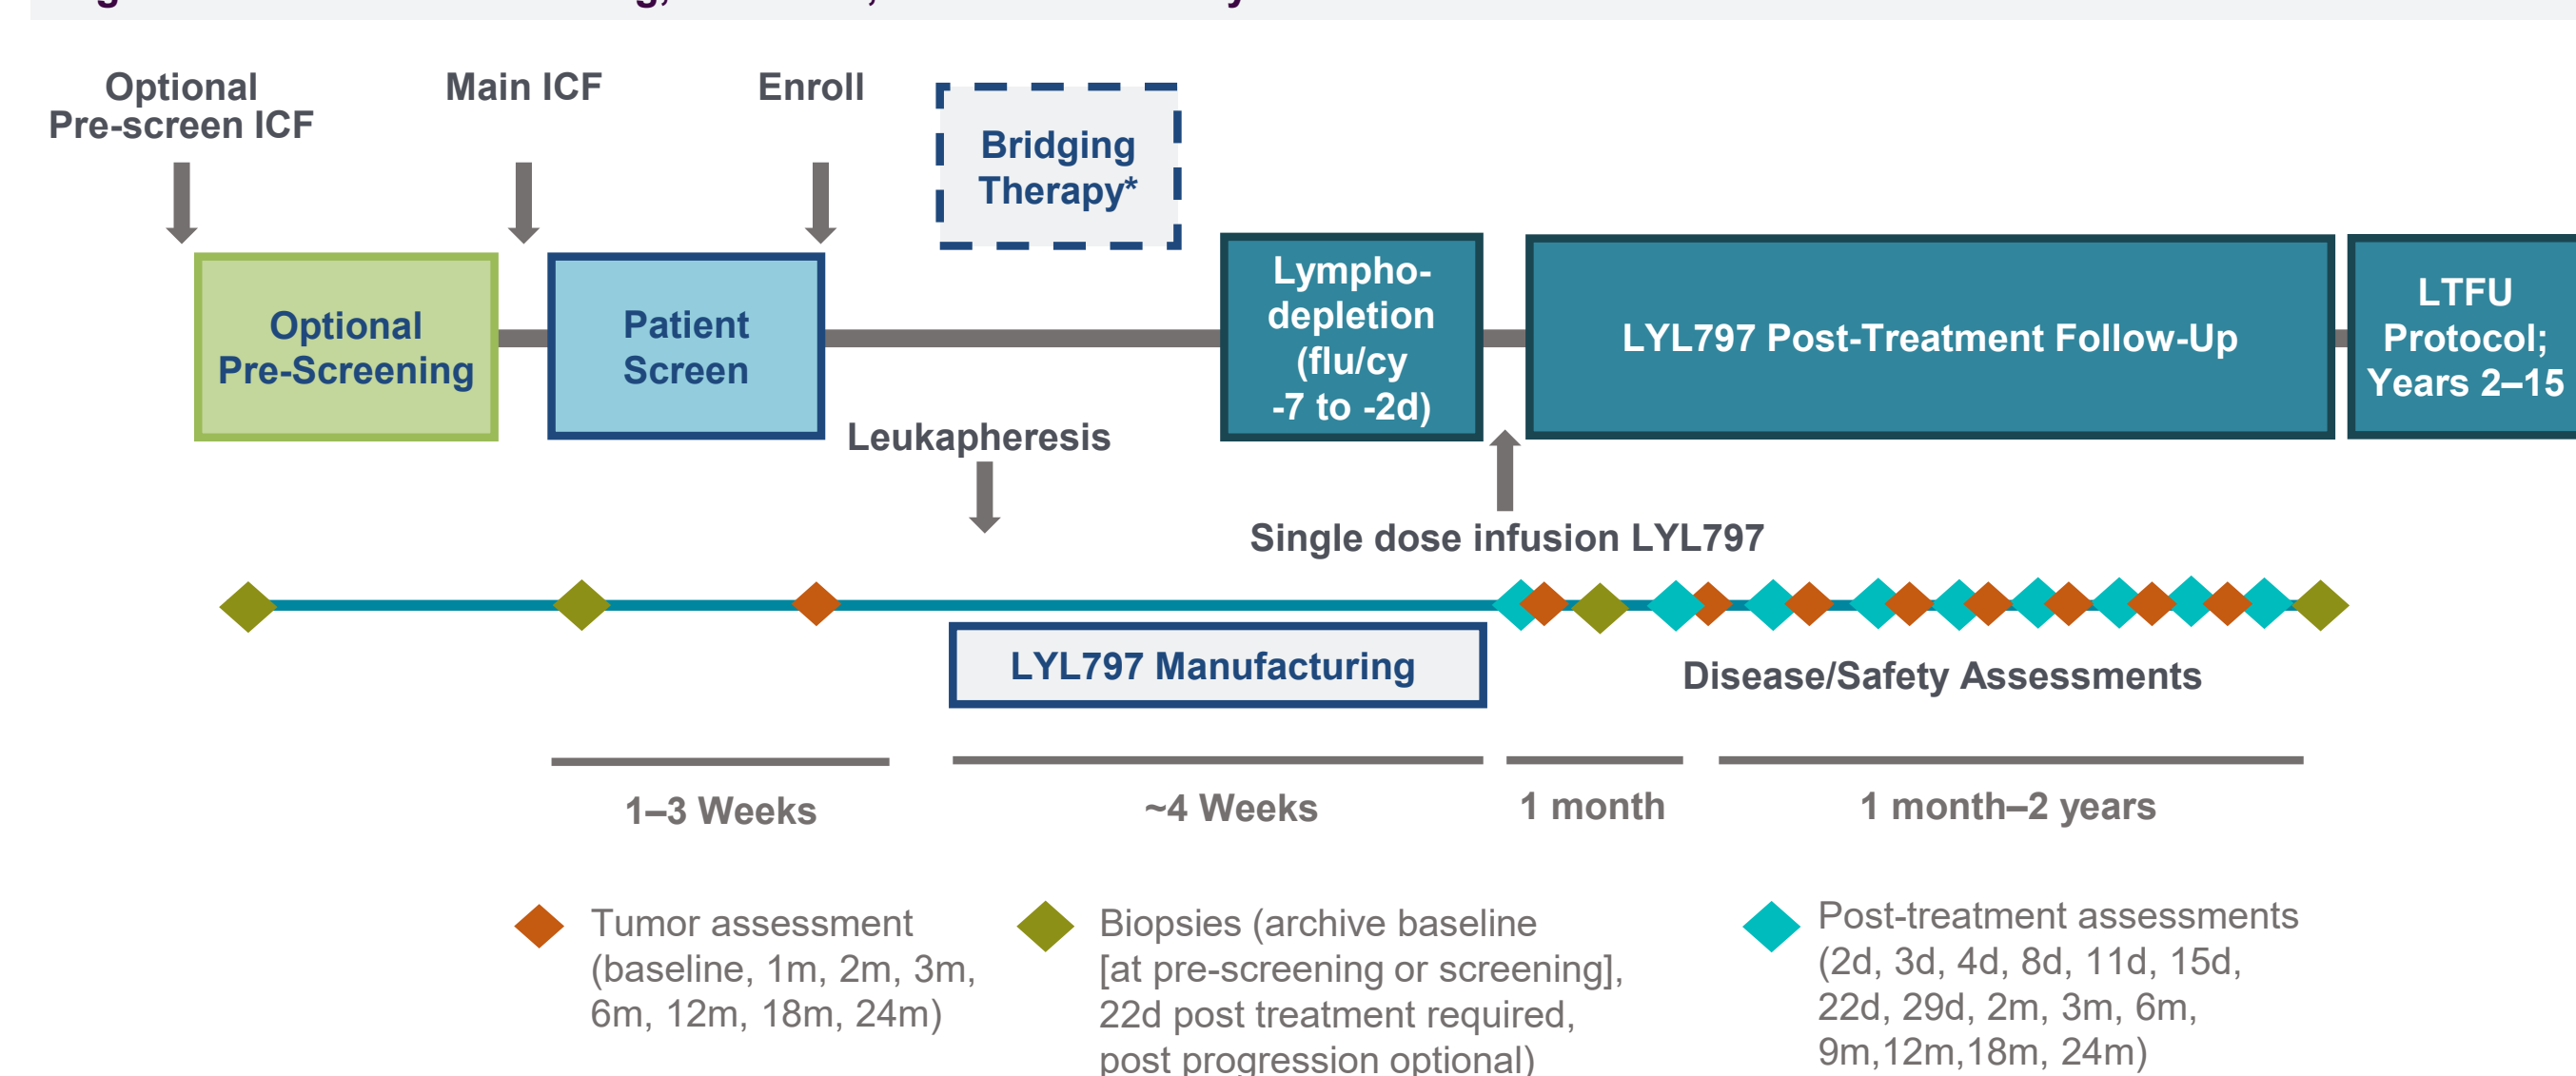 Optional
Pre-screen ICF
Main ICF
Enroll
Bridging
Therapy*
Optional
Pre-Screening
Patient
Screen
Lympho-
depletion
(flu/cy
-7 to -2d)
LYL797 Post-Treatment Follow-Up
LTFU
Protocol;
Years 2–15
Leukapheresis
Single dose infusion LYL797
LYL797 Manufacturing
Disease/Safety Assessments
1–3 Weeks
~4 Weeks
1 month
1 month–2 years
Tumor assessment
(baseline, 1m, 2m, 3m,
6m, 12m, 18m, 24m)
Biopsies (archive baseline
[at pre-screening or screening],
22d post treatment required,
post progression optional)
Post-treatment assessments
(2d, 3d, 4d, 8d, 11d, 15d,
22d, 29d, 2m, 3m, 6m,
9m,12m,18m, 24m)